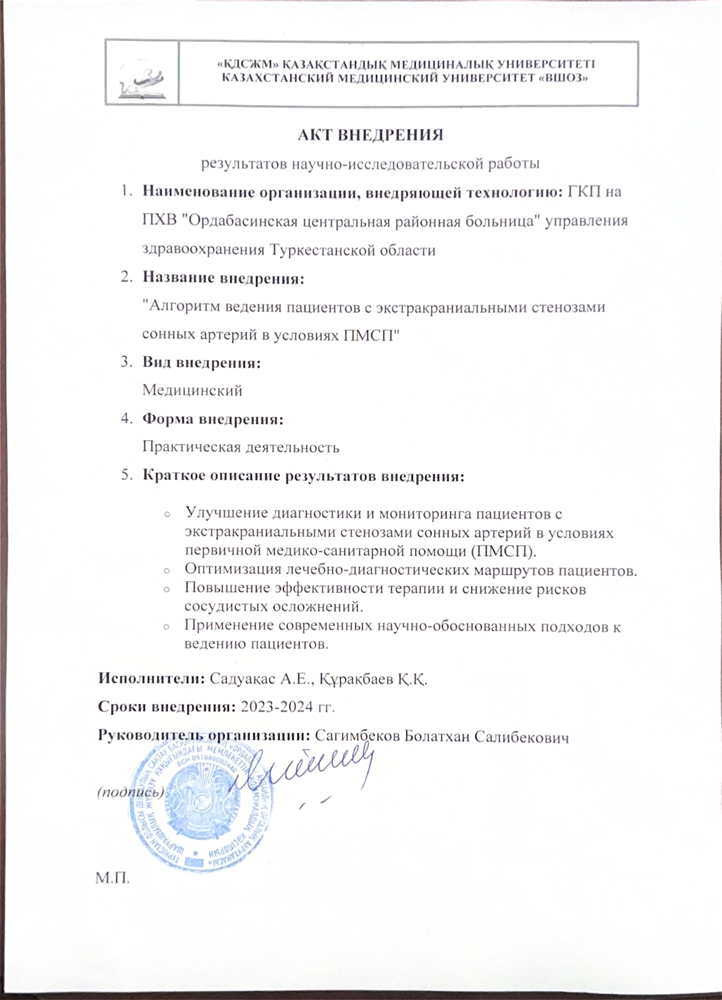 «ҚДСЖМ» ҚАЗАҚСТАНДЫҚ МЕДИЦИНАЛЫҚ УНИВЕРСИТЕТІ
КАЗАХСТАНСКИЙ МЕДИЦИНСКИЙ УНИВЕРСИТЕТ «ВШОЗ»
АКТ ВНЕДРЕНИЯ
результатов научно-исследовательской работы
1. Наименование организации, внедряющей технологию: ГКП на
ПХВ "Ордабасинская центральная районная больница" управления
здравоохранения Туркестанской области
2. Название внедрения:
"Алгоритм ведения пациентов с экстракраниальными стенозами
сонных артерий в условиях ПМСП"
3. Вид внедрения:
Медицинский
4. Форма внедрения:
Практическая деятельность
5. Краткое описание результатов внедрения:
○ Улучшение диагностики и мониторинга пациентов с
экстракраниальными стенозами сонных артерий в условиях
первичной медико-санитарной помощи (ПМСП).
○ Оптимизация лечебно-диагностических маршрутов пациентов.
○ Повышение эффективности терапии и снижение рисков
сосудистых осложнений.
○ Применение современных научно-обоснованных подходов к
ведению пациентов.
Исполнители: Садуақас А.Е., Құрақбаев Қ.Қ.
Сроки внедрения: 2023-2024 гг.
Руководитель организации: Сагимбеков Болатхан Салибекович
(подпись)
ТҮРКІСТАН ОБЛЫСЫ ДЕНСАУЛЫҚ САҚТАУ БАСҚАРМАСЫНЫҢ «ОРДАБАСЫ АУДАНДЫҚ ОРТАЛЫҚ АУРУХАНАСЫ»
ШАРУАШЫЛЫҚ ЖҮРГІЗУ ҚҰҚЫҒЫНДАҒЫ МЕМЛЕКЕТТІК КОММУНАЛДЫҚ КӘСІПОРЫН
БСН 091040002440
М.П.